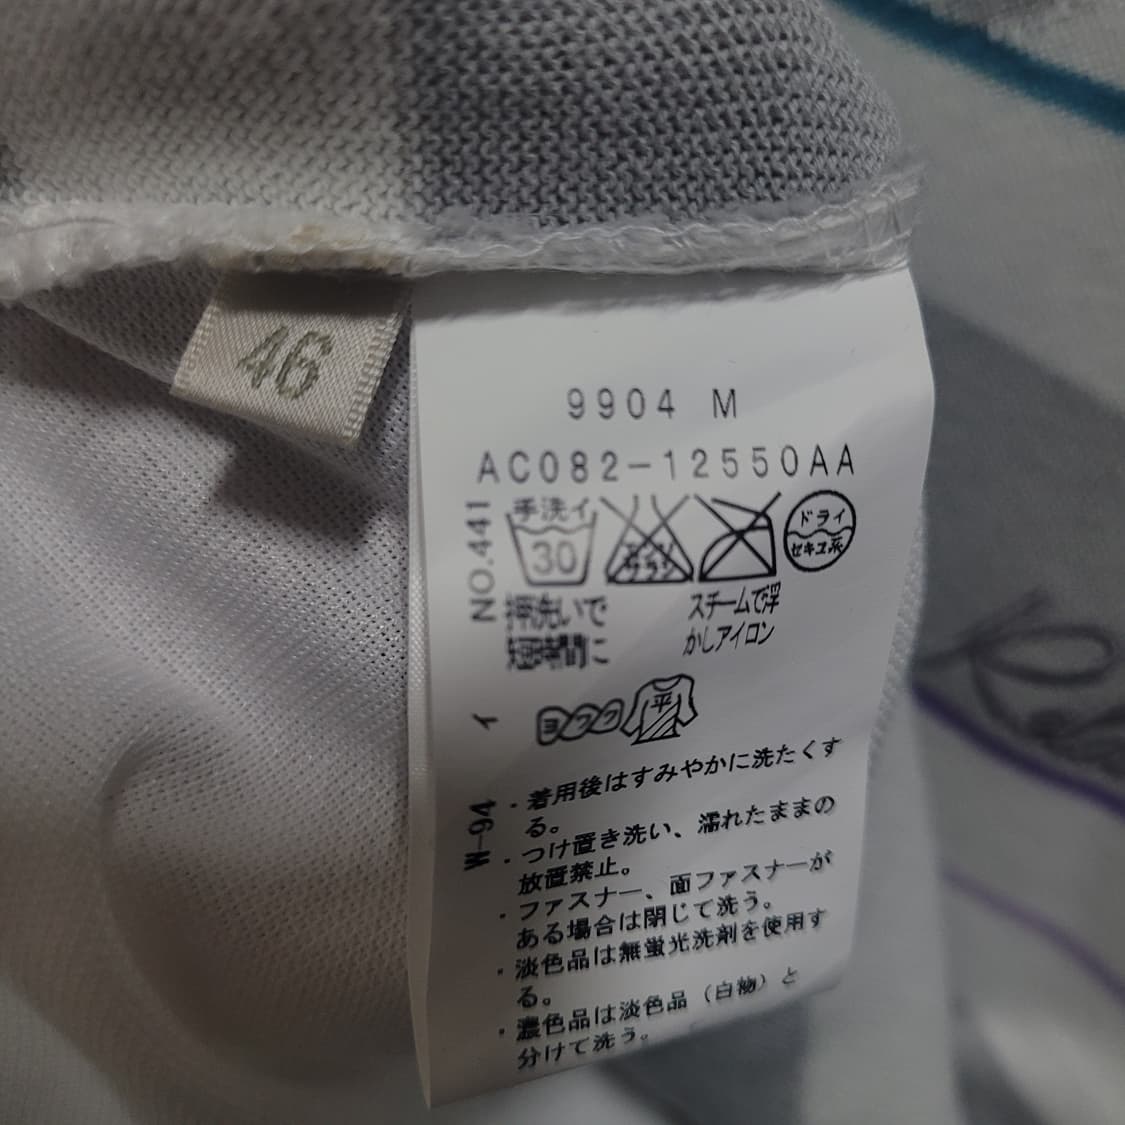 46
9904 M
AC082-12550AA
NO.441
手洗イ
30
ドライ
セキユ系
押洗いで
短時間に
スチームで浮
かしアイロン
イ
ヨワク
平
W-94
・着用後はすみやかに洗たくす
る。
・つけ置き洗い、濡れたままの
放置禁止。
・ファスナー、面ファスナーが
ある場合は閉じて洗う。
・淡色品は無蛍光洗剤を使用す
る。
・濃色品は淡色品（白物）と
分けて洗う。